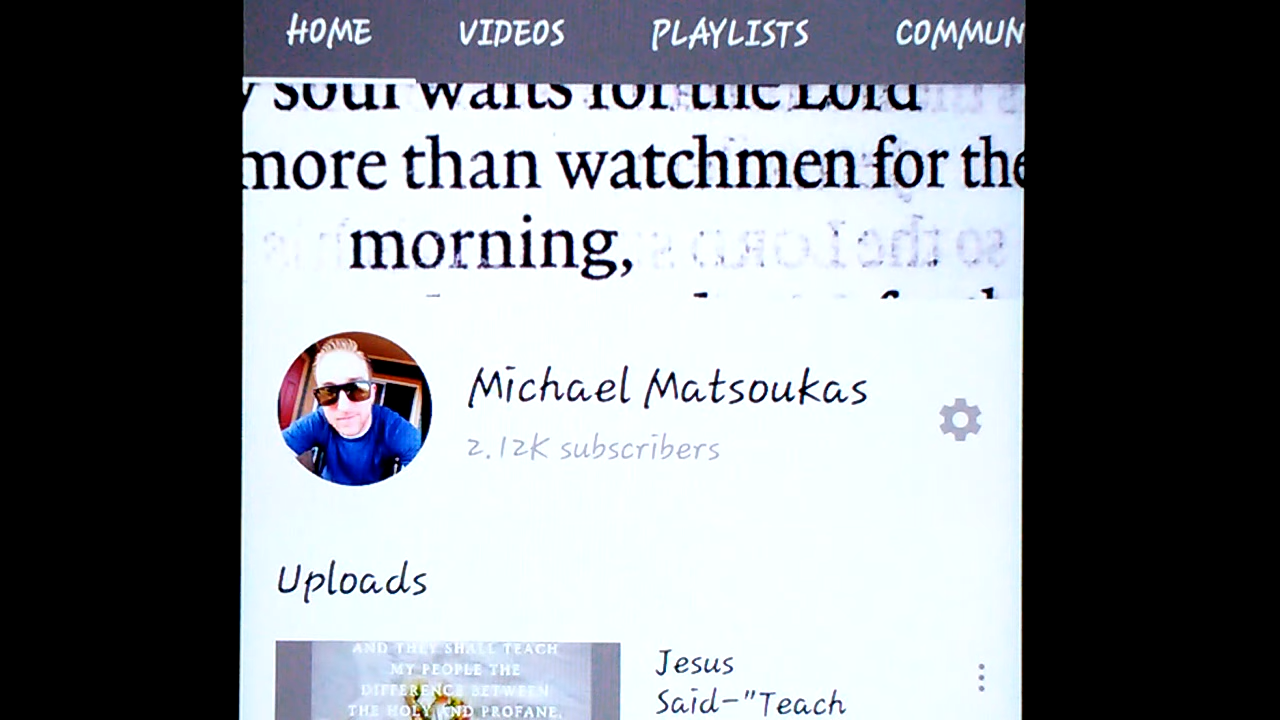 HOME VIDEOS PLAYLISTS COMMUN
y soul waits for the Lord
more than watchmen for the
morning,
Michael Matsoukas
2.12K subscribers
Uploads
AND THEY SHALL TEACH
MY PEOPLE THE
DIFFERENCE BETWEEN
THE HOLY AND PROFANE,
Jesus
Said-"Teach